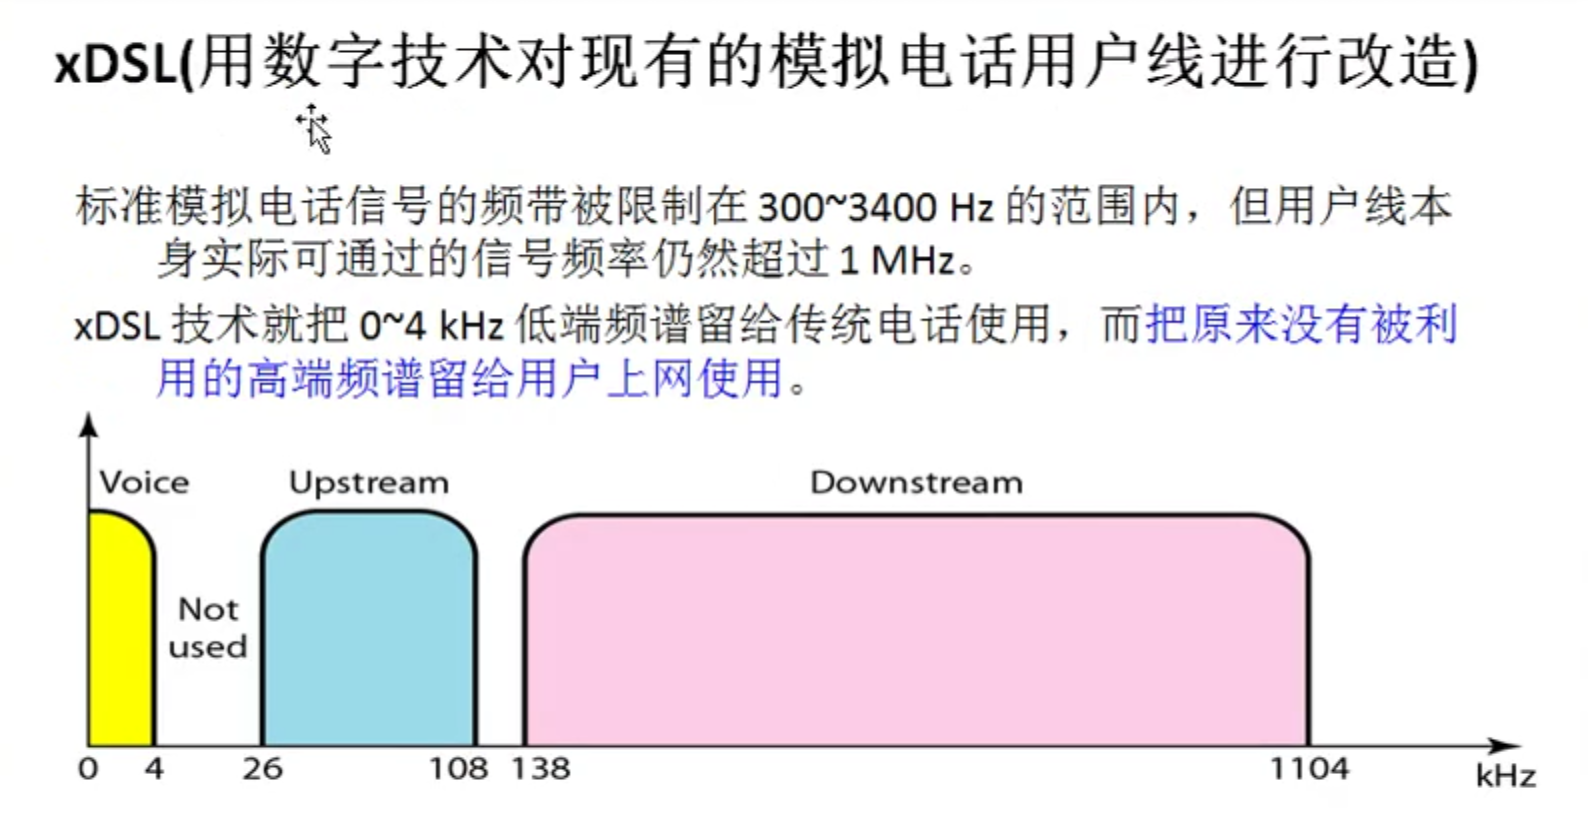 xDSL(用数字技术对现有的模拟电话用户线进行改造)
标准模拟电话信号的频带被限制在 300~3400 Hz 的范围内，但用户线本
身实际可通过的信号频率仍然超过 1 MHz。
xDSL 技术就把 0~4 kHz 低端频谱留给传统电话使用，而把原来没有被利
用的高端频谱留给用户上网使用。
Voice
Upstream
Downstream
Not
used
0 4 26 108 138 1104 kHz